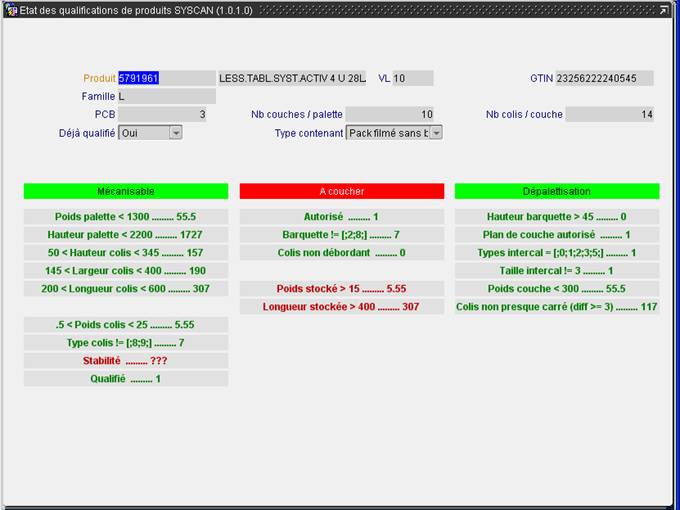 Etat des qualifications de produits SYSCAN (1.0.1.0)
Produit 5791961 LESS.TABL.SYST.ACTIV 4 U 28L VL 10 GTIN 23256222240545
Famille L
PCB 3 Nb couches / palette 10 Nb colis / couche 14
Déjà qualifié Oui Type contenant Pack filmé sans b
Mécanisable A coucher Dépalettisation
Poids palette < 1300 ......... 55.5 Autorisé ......... 1 Hauteur barquette > 45 ......... 0
Hauteur palette < 2200 ......... 1727 Barquette != [;2;8;] ......... 7 Plan de couche autorisé ......... 1
50 < Hauteur colis < 345 ......... 157 Colis non débordant ......... 0 Types intercal = [;0;1;2;3;5;] ......... 1
145 < Largeur colis < 400 ......... 190 Taille intercal != 3 ......... 1
200 < Longueur colis < 600 ......... 307 Poids stocké > 15 ......... 5.55 Poids couche < 300 ......... 55.5
Longueur stockée > 400 ......... 307 Colis non presque carré (diff >= 3) ......... 117
.5 < Poids colis < 25 ......... 5.55
Type colis != [;8;9;] ......... 7
Stabilité ......... ???
Qualifié ......... 1